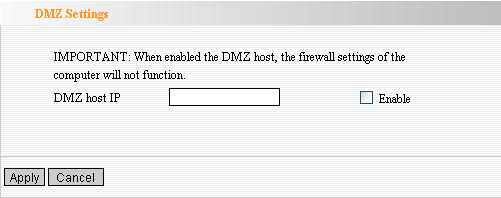 DMZ Settings
IMPORTANT: When enabled the DMZ host, the firewall settings of the
computer will not function.
DMZ host IP Enable
Apply Cancel